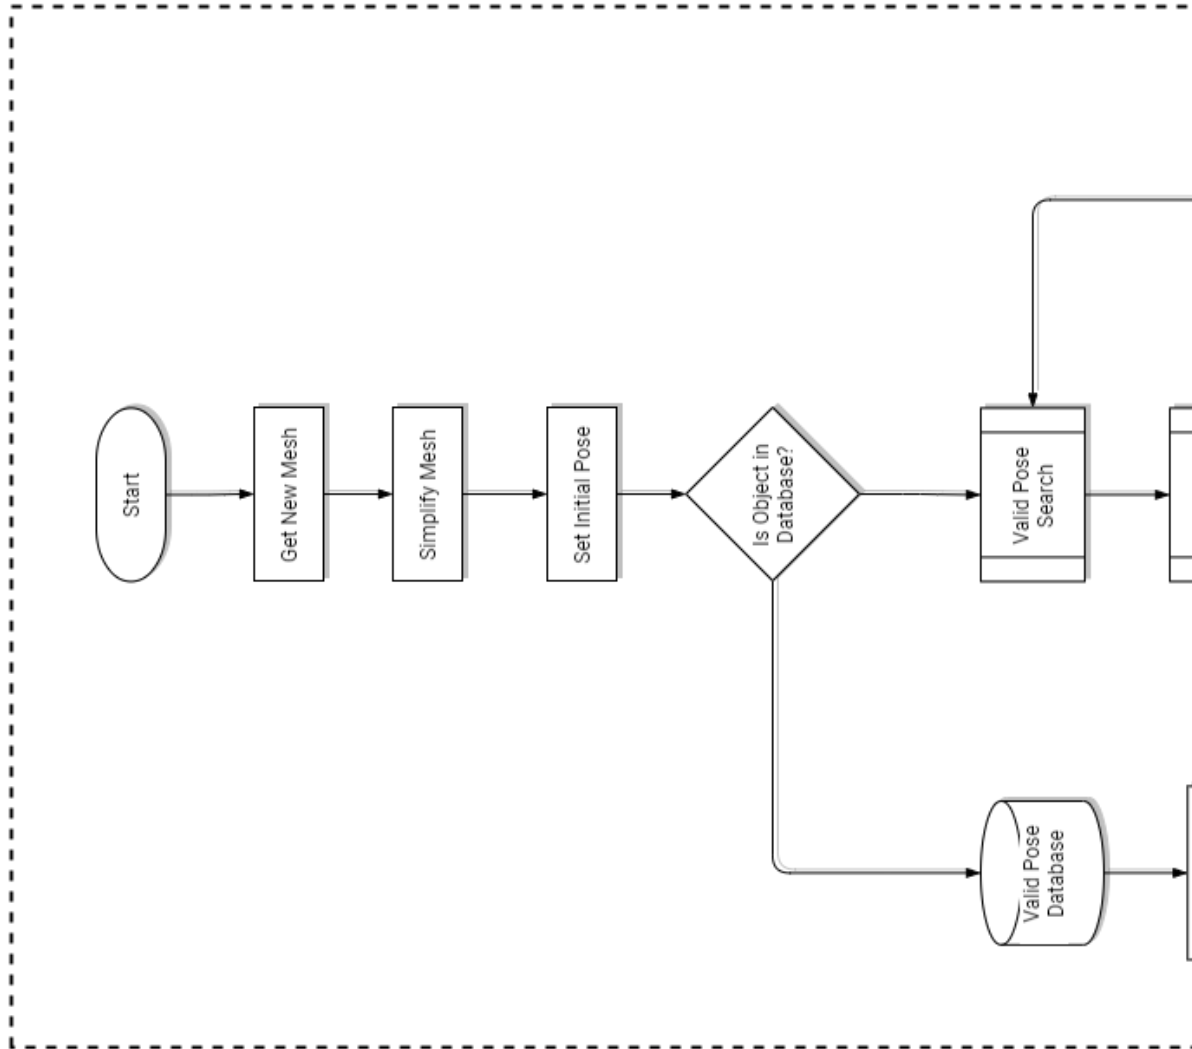 Start
Get New Mesh
Simplify Mesh
Set Initial Pose
Is Object in
Database?
Valid Pose
Search
Valid Pose
Database